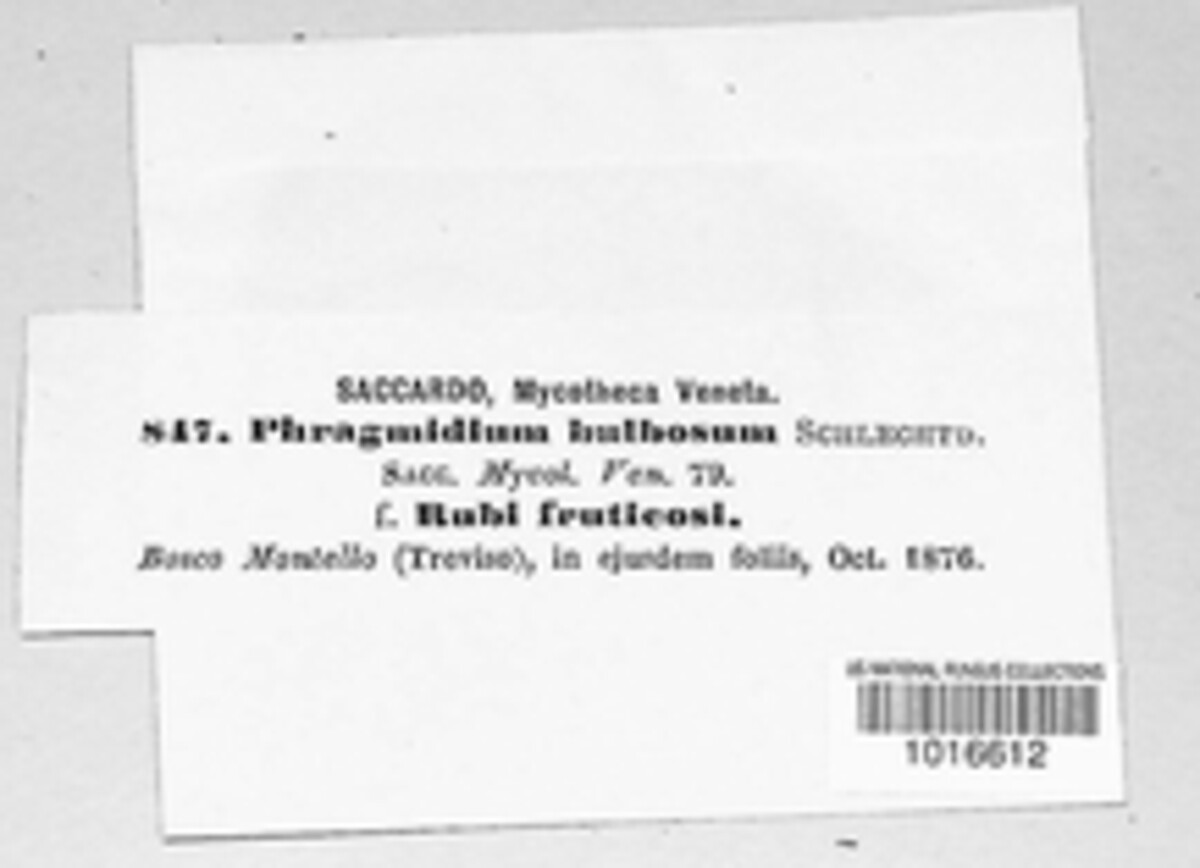 SACCARDO, Mycotheca Veneta.
847. Phragmidium bulbosum SCHLECHTD.
SACC. Mycol. Ven. 79.
f. Rubi fruticosi.
Bosco Montello (Treviso), in ejusdem foliis, Oct. 1876.
US NATIONAL FUNGUS COLLECTIONS
1016612